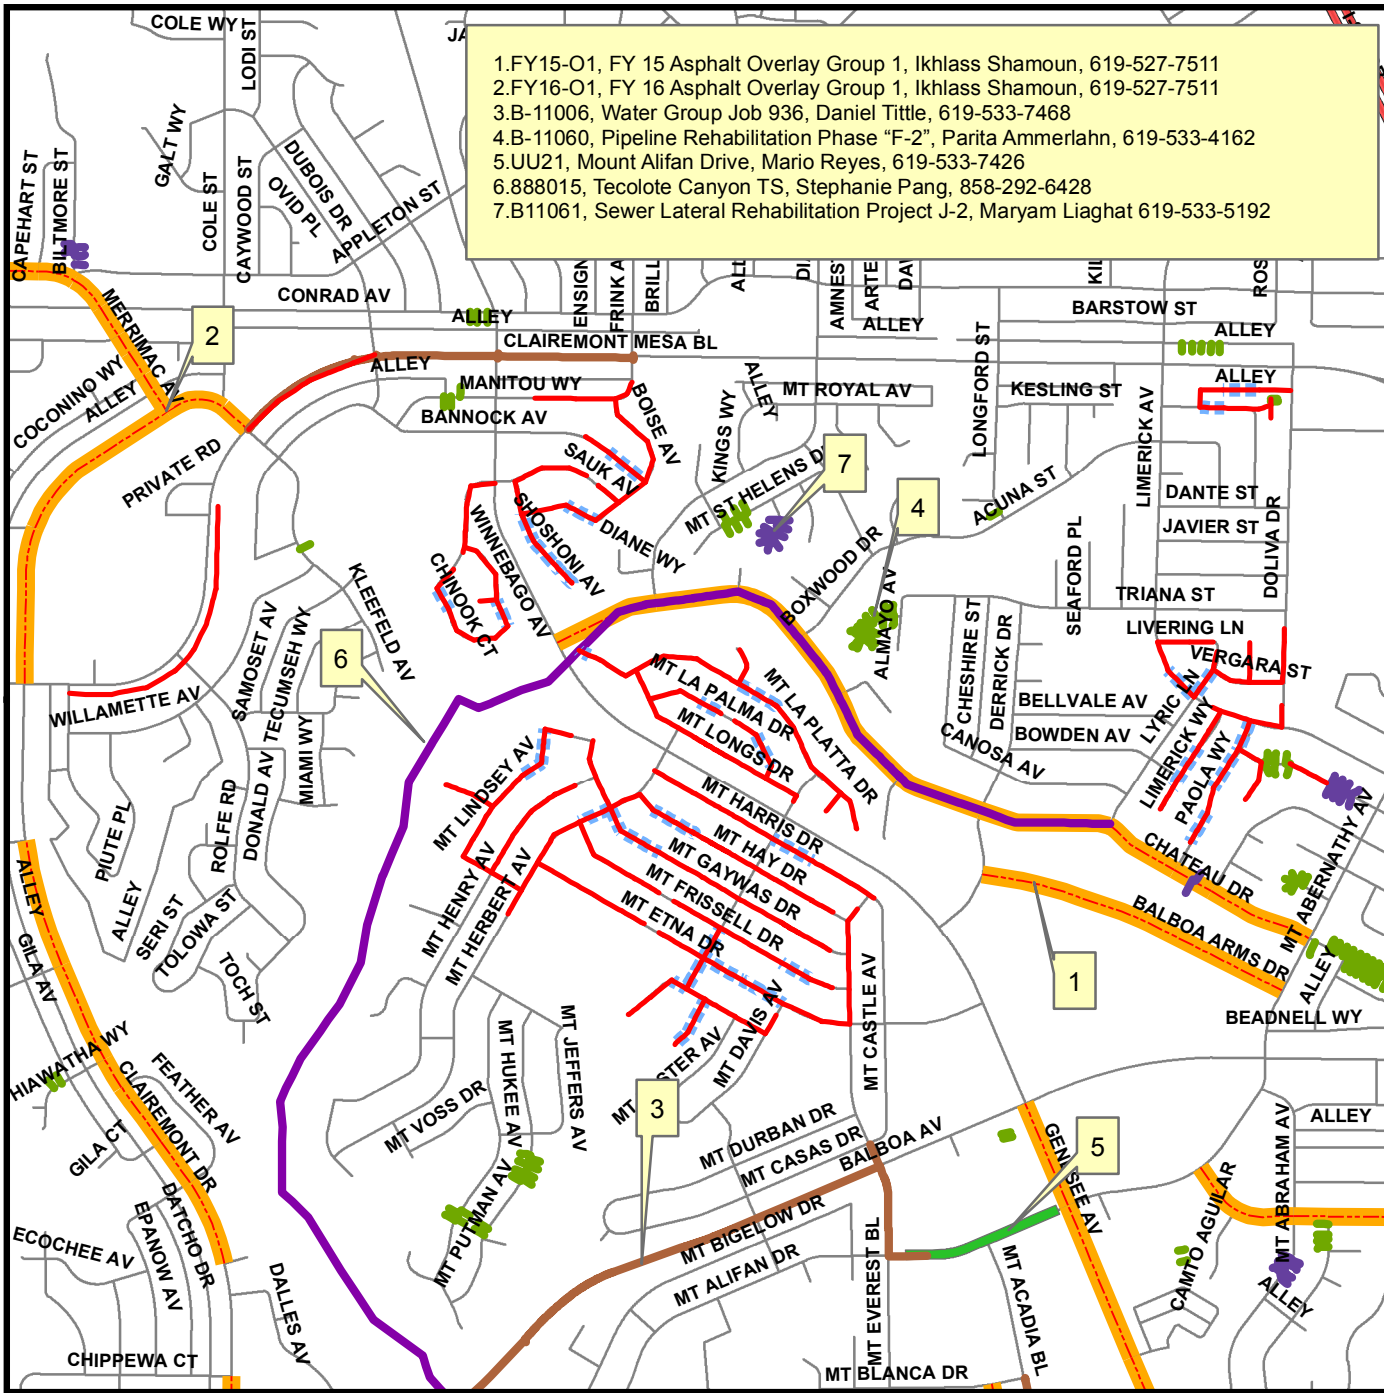 COLE WY
LODI ST
JA
1.FY15-O1, FY 15 Asphalt Overlay Group 1, Ikhlass Shamoun, 619-527-7511
2.FY16-O1, FY 16 Asphalt Overlay Group 1, Ikhlass Shamoun, 619-527-7511
3.B-11006, Water Group Job 936, Daniel Tittle, 619-533-7468
4.B-11060, Pipeline Rehabilitation Phase “F-2”, Parita Ammerlahn, 619-533-4162
5.UU21, Mount Alifan Drive, Mario Reyes, 619-533-7426
6.888015, Tecolote Canyon TS, Stephanie Pang, 858-292-6428
7.B11061, Sewer Lateral Rehabilitation Project J-2, Maryam Liaghat 619-533-5192
GALT WY
CAPEHART ST
BILTMORE ST
COLE ST
CAYWOOD ST
DUBOIS DR
OVID PL
APPLETON ST
CONRAD AV
MERRIMAC AV
2
ALLEY
ENSIGN
FRINK A
BRILL
ALL
DI
AMNES
ARTE
DAV
KIL
ROS
BARSTOW ST
ALLEY
ALLEY
CLAIREMONT MESA BL
ALLEY
MANITOU WY
BANNOCK AV
COCONINO WY
ALLEY
PRIVATE RD
BOISE AV
SAUK AV
KINGS WY
ALLEY
MT ROYAL AV
LONGFORD ST
KESLING ST
LIMERICK AV
ALLEY
MT ST HELENS D
7
4
ACUNA ST
DANTE ST
JAVIER ST
DOLIVA DR
SHOSHONI AV
WINNEBAGO AV
DIANE WY
CHINOOK CT
KLEEFELD AV
BOXWOOD DR
ALMAYO AV
SEAFORD PL
TRIANA ST
LIVERING LN
VERGARA ST
6
SAMOSET AV
TECUMSEH WY
WILLAMETTE AV
MIAMI WY
MT LA PALMA DR
MT LA PLATTA DR
MT LONGS DR
CHESHIRE ST
DERRICK DR
BELLVALE AV
BOWDEN AV
CANOSA AV
LYRIC LN
LIMERICK WY
PAOLA WY
PIUTE PL
ROLFE RD
DONALD AV
MT LINDSEY AV
MT HARRIS DR
MT HAY DR
MT GAYWAS DR
MT FRISSELL DR
MT ETNA DR
CHATEAU DR
MT ABERNATHY AV
BALBOA ARMS DR
ALLEY
ALLEY
SERI ST
TOLOWA ST
TOCH ST
GILA AV
MT HENRY AV
MT HERBERT AV
1
ALLEY
BEADNELL WY
HIAWATHA WY
FEATHER AV
CLAIREMONT DR
GILA CT
MT HUKEE AV
MT JEFFERS AV
STER AV
MT DAVIS AV
MT CASTLE AV
MT VOSS DR
MT
3
MT DURBAN DR
MT CASAS DR
BALBOA AV
GENESEE AV
5
ALLEY
MT ABRAHAM AV
CAMTO AGUILAR
ECOCHEE AV
EPANOW AV
DATCHO DR
DALLES AV
MT PUTMAN AV
MT BIGELOW DR
MT ALIFAN DR
MT EVEREST BL
MT ACADIA BL
ALLEY
CHIPPEWA CT
MT BLANCA DR